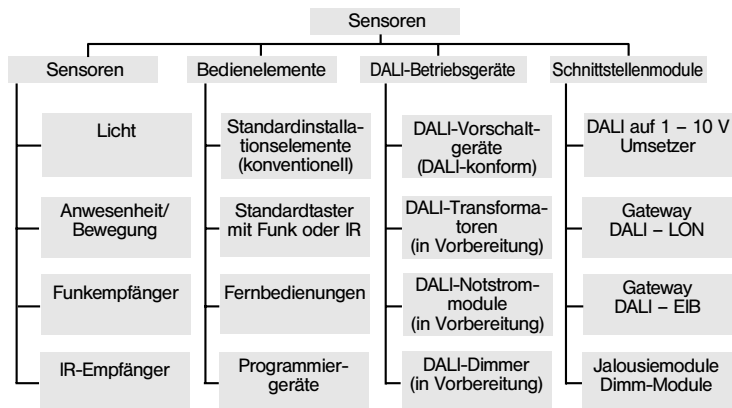 Sensoren
Sensoren
Bedienelemente
DALI-Betriebsgeräte
Schnittstellenmodule
Licht
Standardinstalla-
tionselemente
(konventionell)
DALI-Vorschalt-
geräte
(DALI-konform)
DALI auf 1 – 10 V
Umsetzer
Anwesenheit/
Bewegung
Standardtaster
mit Funk oder IR
DALI-Transforma-
toren
(in Vorbereitung)
Gateway
DALI – LON
Funkempfänger
Fernbedienungen
DALI-Notstrom-
module
(in Vorbereitung)
Gateway
DALI – EIB
IR-Empfänger
Programmier-
geräte
DALI-Dimmer
(in Vorbereitung)
Jalousiemodule
Dimm-Module